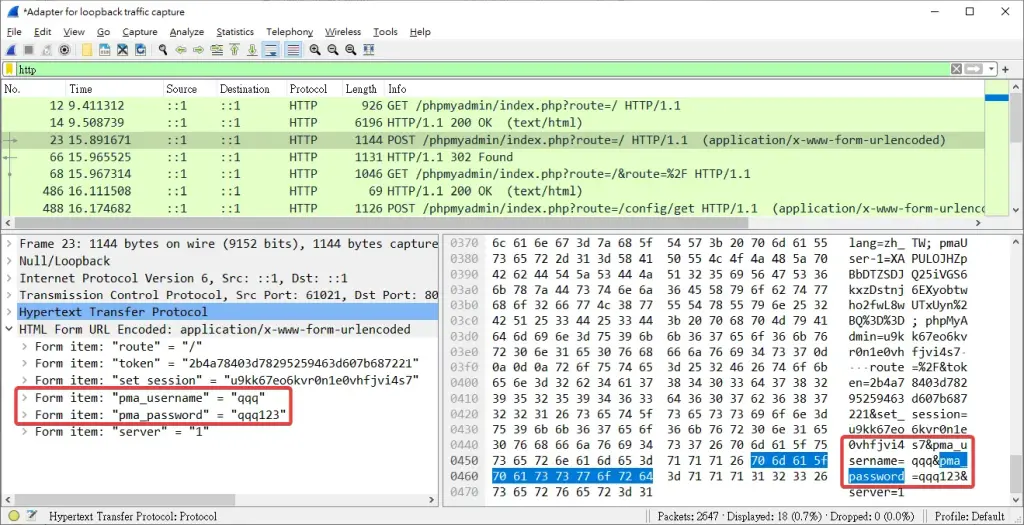 *Adapter for loopback traffic capture
File Edit View Go Capture Analyze Statistics Telephony Wireless Tools Help
http
No. Time Source Destination Protocol Length Info
12 9.411312 ::1 ::1 HTTP 926 GET /phpmyadmin/index.php?route=/ HTTP/1.1
14 9.508739 ::1 ::1 HTTP 6196 HTTP/1.1 200 OK (text/html)
23 15.891671 ::1 ::1 HTTP 1144 POST /phpmyadmin/index.php?route=/ HTTP/1.1 (application/x-www-form-urlencoded)
66 15.965525 ::1 ::1 HTTP 1131 HTTP/1.1 302 Found
68 15.967314 ::1 ::1 HTTP 1046 GET /phpmyadmin/index.php?route=/&route=%2F HTTP/1.1
486 16.111508 ::1 ::1 HTTP 69 HTTP/1.1 200 OK (text/html)
488 16.174682 ::1 ::1 HTTP 1126 POST /phpmyadmin/index.php?route=/config/get HTTP/1.1 (application/x-www-form-urlenco
Frame 23: 1144 bytes on wire (9152 bits), 1144 bytes capture
Null/Loopback
Internet Protocol Version 6, Src: ::1, Dst: ::1
Transmission Control Protocol, Src Port: 61021, Dst Port: 80
Hypertext Transfer Protocol
HTML Form URL Encoded: application/x-www-form-urlencoded
Form item: "route" = "/"
Form item: "token" = "2b4a78403d78295259463d607b687221"
Form item: "set_session" = "u9kk67eo6kvr0n1e0vhfjvi4s7"
Form item: "pma_username" = "qqq"
Form item: "pma_password" = "qqq123"
Form item: "server" = "1"
0370 6c 61 6e 67 3d 7a 68 5f 54 57 3b 20 70 6d 61 55 lang=zh_ TW; pmaU
0380 73 65 72 2d 31 3d 58 41 50 55 4c 4f 4a 48 5a 70 ser-1=XA PULOJHZp
0390 42 62 44 54 5a 53 44 4a 51 32 35 69 56 47 53 36 BbDTZSDJ Q25iVGS6
03a0 6b 78 7a 44 73 74 6e 6a 36 45 58 79 6f 62 74 77 kxzDstnj 6EXyobtw
03b0 68 6f 32 66 77 4c 38 77 55 54 78 55 79 6e 25 32 ho2fwL8w UTxUyn%2
03c0 42 51 25 33 44 25 33 44 3b 20 70 68 70 4d 79 41 BQ%3D%3D ; phpMyA
03d0 64 6d 69 6e 3d 75 39 6b 6b 36 37 65 6f 36 6b 76 dmin=u9k k67eo6kv
03e0 72 30 6e 31 65 30 76 68 66 6a 76 69 34 73 37 0d r0n1e0vh fjvi4s7·
03f0 0a 0d 0a 72 6f 75 74 65 3d 25 32 46 26 74 6f 6b ···route =%2F&tok
0400 65 6e 3d 32 62 34 61 37 38 34 30 33 64 37 38 32 en=2b4a7 8403d782
0410 39 35 32 35 39 34 36 33 64 36 30 37 62 36 38 37 95259463 d607b687
0420 32 32 31 26 73 65 74 5f 73 65 73 73 69 6f 6e 3d 221&set_ session=
0430 75 39 6b 6b 36 37 65 6f 36 6b 76 72 30 6e 31 65 u9kk67eo 6kvr0n1e
0440 30 76 68 66 6a 76 69 34 73 37 26 70 6d 61 5f 75 0vhfjvi4 s7&pma_u
0450 73 65 72 6e 61 6d 65 3d 71 71 71 26 70 6d 61 5f sername= qqq&pma_
0460 70 61 73 73 77 6f 72 64 3d 71 71 71 31 32 33 26 password =qqq123&
0470 73 65 72 76 65 72 3d 31 server=1
Hypertext Transfer Protocol: Protocol Packets: 2647 · Displayed: 18 (0.7%) · Dropped: 0 (0.0%) Profile: Default